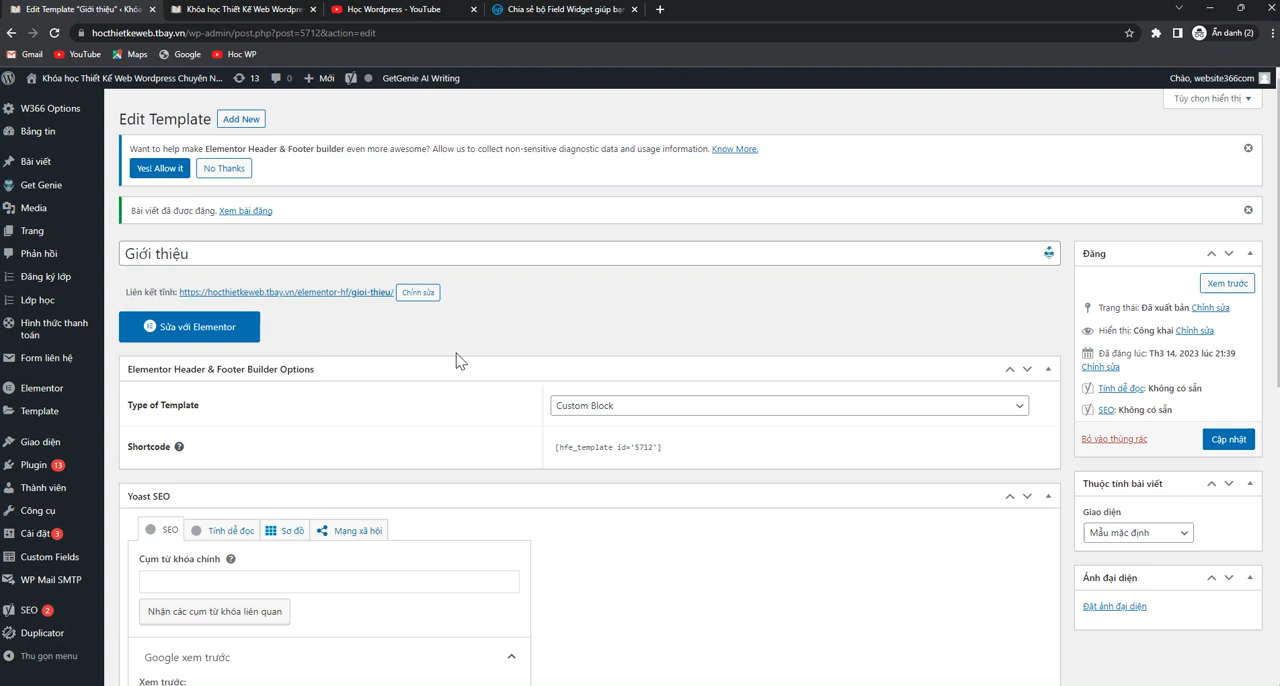 Edit Template "Giới thiệu" ‹ Khóa
Khóa học Thiết Kế Web Wordpre
Học Wordpress - YouTube
Chia sẻ bộ Field Widget giúp bạn
hocthietkeweb.tbay.vn/wp-admin/post.php?post=5712&action=edit
Ẩn danh (2)
Gmail
YouTube
Maps
Google
Hoc WP
Khóa học Thiết Kế Web Wordpress Chuyên N...
13
0
Mới
GetGenie AI Writing
Chào, website366com
W366 Options
Bảng tin
Bài viết
Get Genie
Media
Trang
Phản hồi
Đăng ký lớp
Lớp học
Hình thức thanh
toán
Form liên hệ
Elementor
Template
Giao diện
Plugin 13
Thành viên
Công cụ
Cài đặt 3
Custom Fields
WP Mail SMTP
SEO 2
Duplicator
Thu gọn menu
Tùy chọn hiển thị
Edit Template
Add New
Want to help make Elementor Header & Footer builder even more awesome? Allow us to collect non-sensitive diagnostic data and usage information. Know More.
Yes! Allow it
No Thanks
Bài viết đã được đăng. Xem bài đăng
Giới thiệu
Liên kết tĩnh: https://hocthietkeweb.tbay.vn/elementor-hf/gioi-thieu/ Chỉnh sửa
Sửa với Elementor
Elementor Header & Footer Builder Options
Type of Template
Custom Block
Shortcode
[hfe_template id='5712']
Yoast SEO
SEO
Tính dễ đọc
Sơ đồ
Mạng xã hội
Cụm từ khóa chính
Nhận các cụm từ khóa liên quan
Google xem trước
Xem trước:
Đăng
Xem trước
Trạng thái: Đã xuất bản Chỉnh sửa
Hiển thị: Công khai Chỉnh sửa
Đã đăng lúc: Th3 14, 2023 lúc 21:39
Chỉnh sửa
Tính dễ đọc: Không có sẵn
SEO: Không có sẵn
Bỏ vào thùng rác
Cập nhật
Thuộc tính bài viết
Giao diện
Mẫu mặc định
Ảnh đại diện
Đặt ảnh đại diện